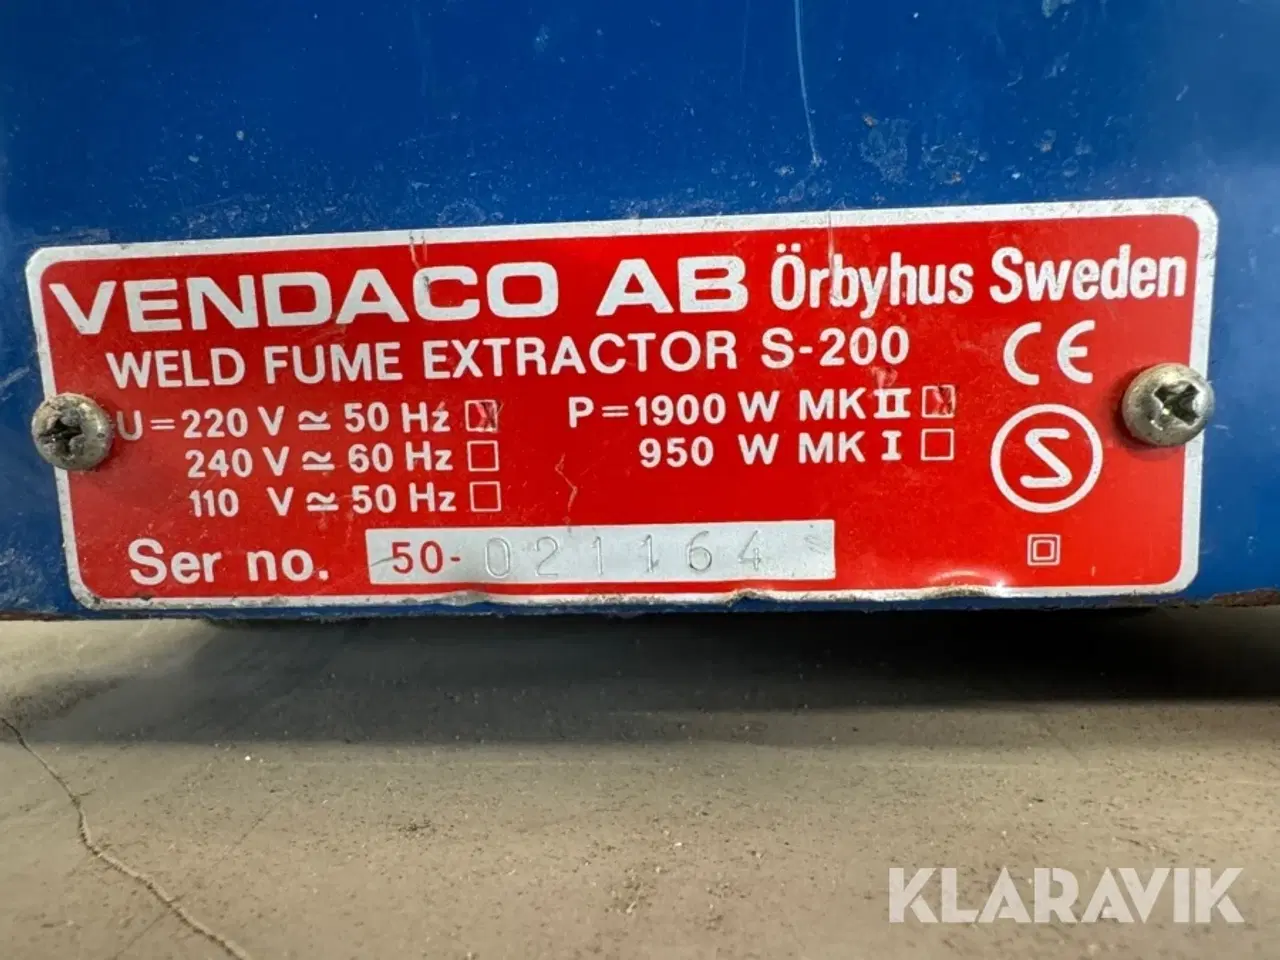 VENDACO AB Örbyhus Sweden
WELD FUME EXTRACTOR S-200
CE
U=220 V ≃ 50 Hz P=1900 W MK II
240 V ≃ 60 Hz 950 W MK I
110 V ≃ 50 Hz
S
Ser no. 50-021164
KLARAVIK